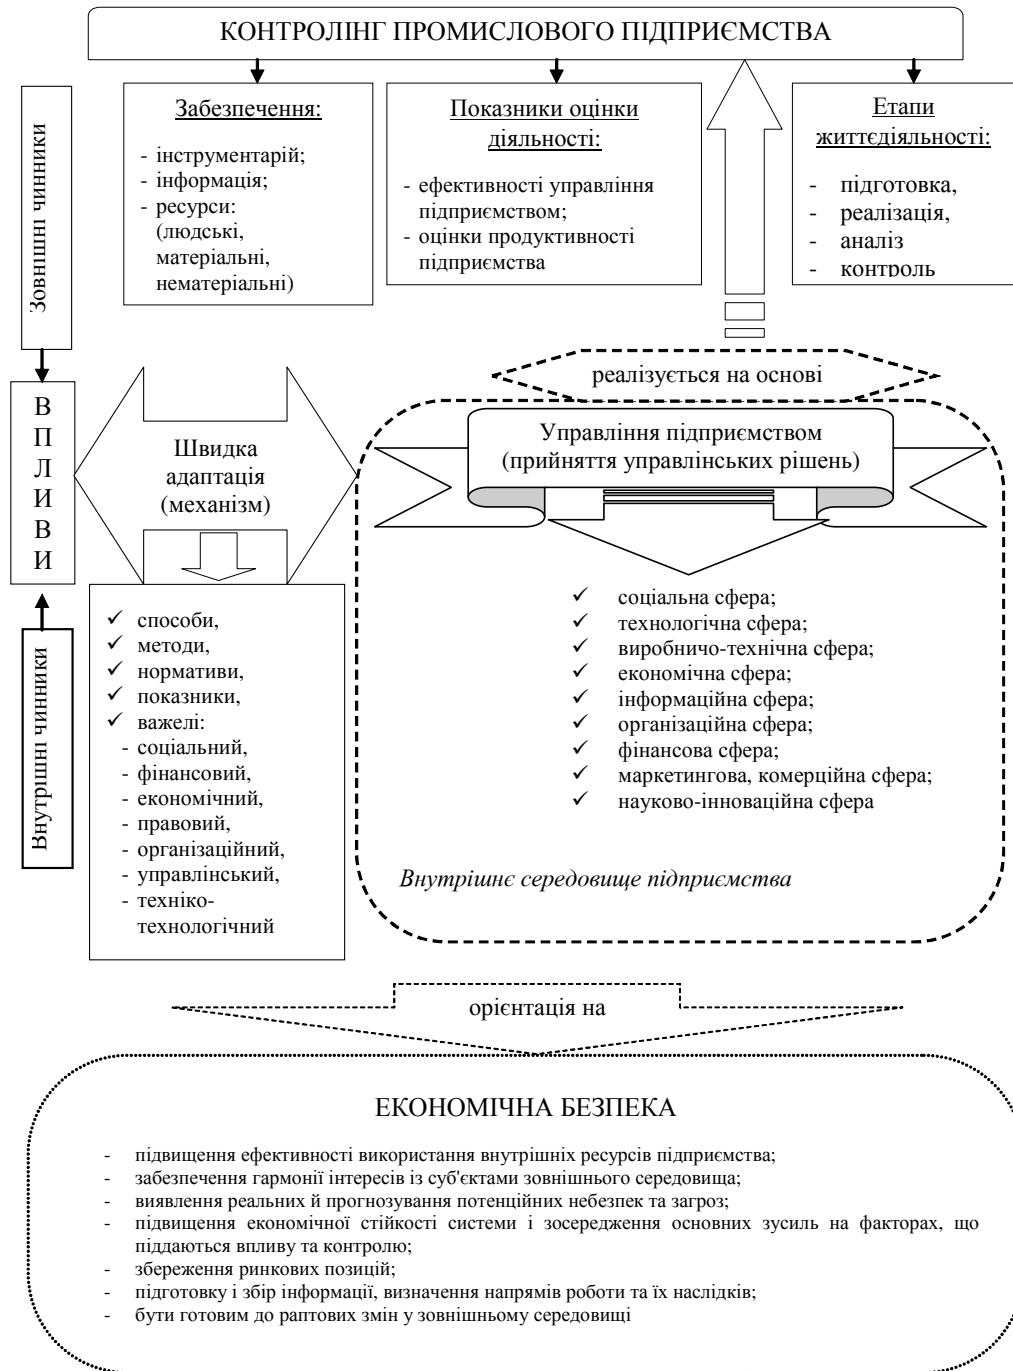 КОНТРОЛІНГ ПРОМИСЛОВОГО ПІДПРИЄМСТВА
Забезпечення:
- інструментарій;
- інформація;
- ресурси:
(людські,
матеріальні,
нематеріальні)
Показники оцінки
діяльності:
- ефективності управління
підприємством;
- оцінки продуктивності
підприємства
Етапи
життєдіяльності:
- підготовка,
- реалізація,
- аналіз
- контроль
Зовнішні чинники
ВПЛИВИ
Внутрішні чинники
Швидка
адаптація
(механізм)
✓ способи,
✓ методи,
✓ нормативи,
✓ показники,
✓ важелі:
- соціальний,
- фінансовий,
- економічний,
- правовий,
- організаційний,
- управлінський,
- техніко-
технологічний
реалізується на основі
Управління підприємством
(прийняття управлінських рішень)
✓ соціальна сфера;
✓ технологічна сфера;
✓ виробничо-технічна сфера;
✓ економічна сфера;
✓ інформаційна сфера;
✓ організаційна сфера;
✓ фінансова сфера;
✓ маркетингова, комерційна сфера;
✓ науково-інноваційна сфера
Внутрішнє середовище підприємства
орієнтація на
ЕКОНОМІЧНА БЕЗПЕКА
- підвищення ефективності використання внутрішніх ресурсів підприємства;
- забезпечення гармонії інтересів із суб'єктами зовнішнього середовища;
- виявлення реальних й прогнозування потенційних небезпек та загроз;
- підвищення економічної стійкості системи і зосередження основних зусиль на факторах, що
піддаються впливу та контролю;
- збереження ринкових позицій;
- підготовку і збір інформації, визначення напрямів роботи та їх наслідків;
- бути готовим до раптових змін у зовнішньому середовищі